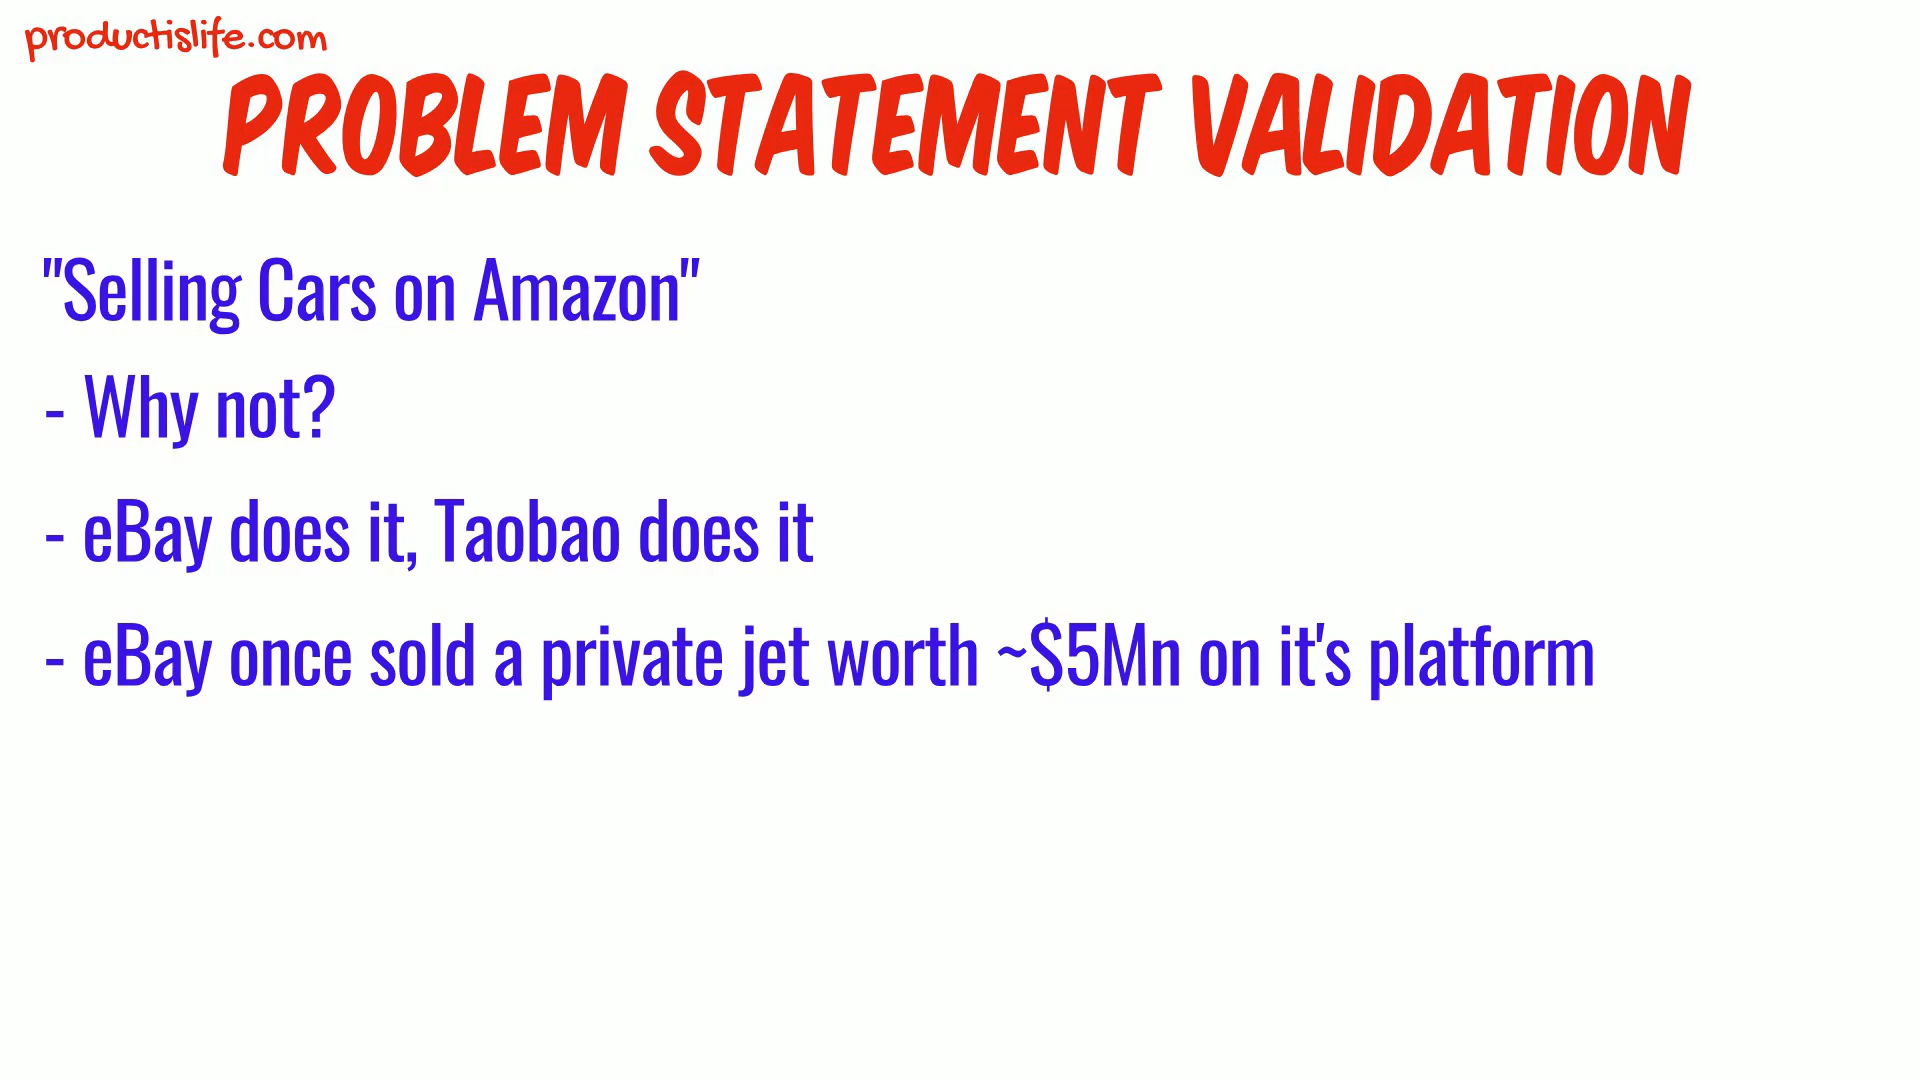 productislife.com
PROBLEM STATEMENT VALIDATION
"Selling Cars on Amazon"
- Why not?
- eBay does it, Taobao does it
- eBay once sold a private jet worth ~$5Mn on it's platform